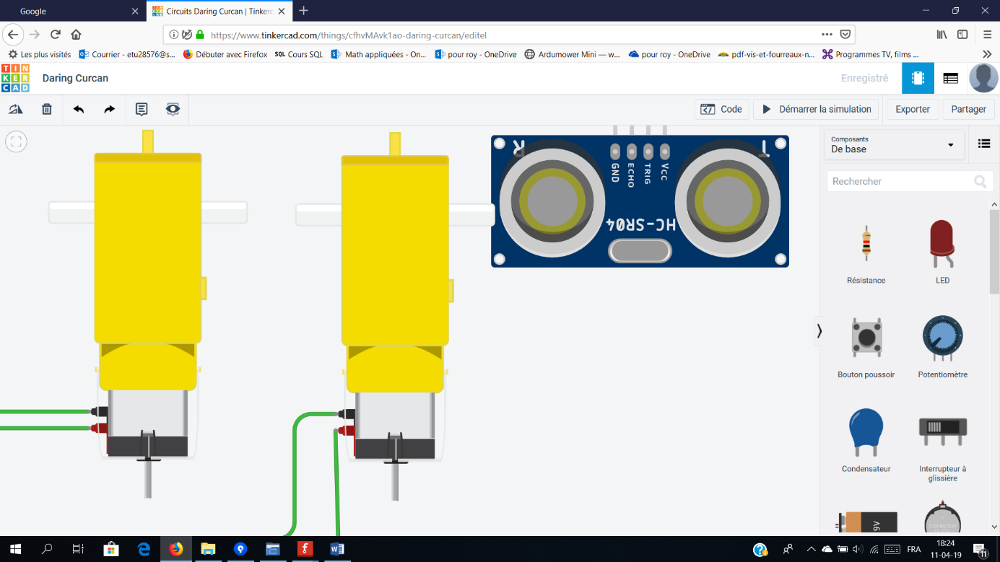 Google
Circuits Daring Curcan | Tinkerc
https://www.tinkercad.com/things/cfhvMAvk1ao-daring-curcan/editel
Les plus visités
Courrier - etu28576@s...
Débuter avec Firefox
SQL Cours SQL
Math appliquées - On...
pour roy - OneDrive
Ardumower Mini — w...
pour roy - OneDrive
pdf-vis-et-fourreaux-n...
Programmes TV, films ...
TIN
KER
CAD
Daring Curcan
Enregistré
Code
Démarrer la simulation
Exporter
Partager
R
T
GND
ECHO
TRIG
VCC
HC-SR04
Composants
De base
Rechercher
Résistance
LED
Bouton poussoir
Potentiomètre
Condensateur
Interrupteur à
glissière
9V
FRA
18:24
11-04-19
11